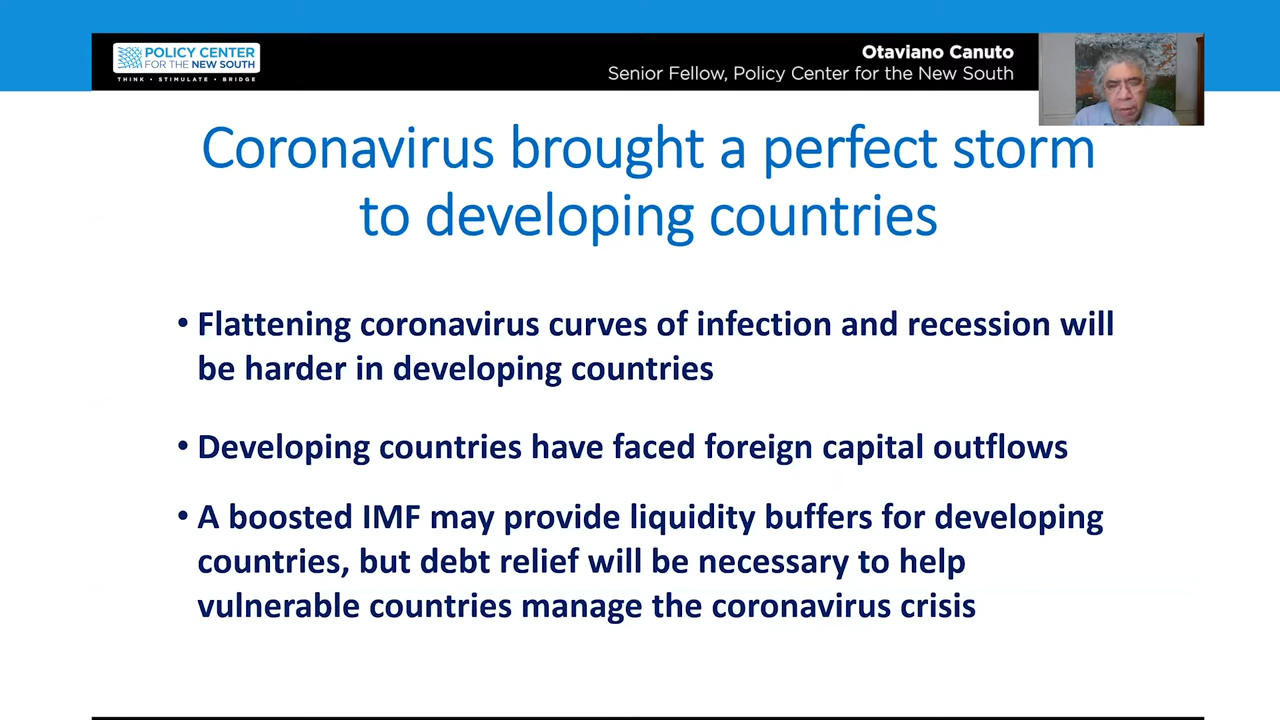 POLICY CENTER
FOR THE NEW SOUTH
THINK • STIMULATE • BRIDGE
Otaviano Canuto
Senior Fellow, Policy Center for the New South
Coronavirus brought a perfect storm
to developing countries
• Flattening coronavirus curves of infection and recession will
be harder in developing countries
• Developing countries have faced foreign capital outflows
• A boosted IMF may provide liquidity buffers for developing
countries, but debt relief will be necessary to help
vulnerable countries manage the coronavirus crisis